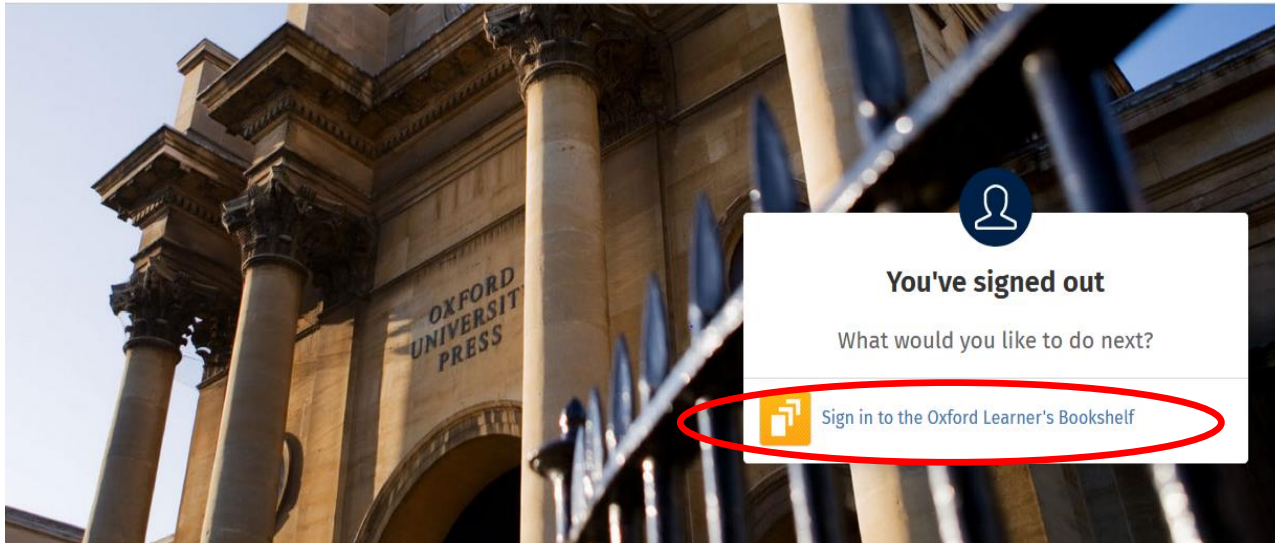 OXFORD
UNIVERSITY
PRESS
You've signed out
What would you like to do next?
Sign in to the Oxford Learner's Bookshelf